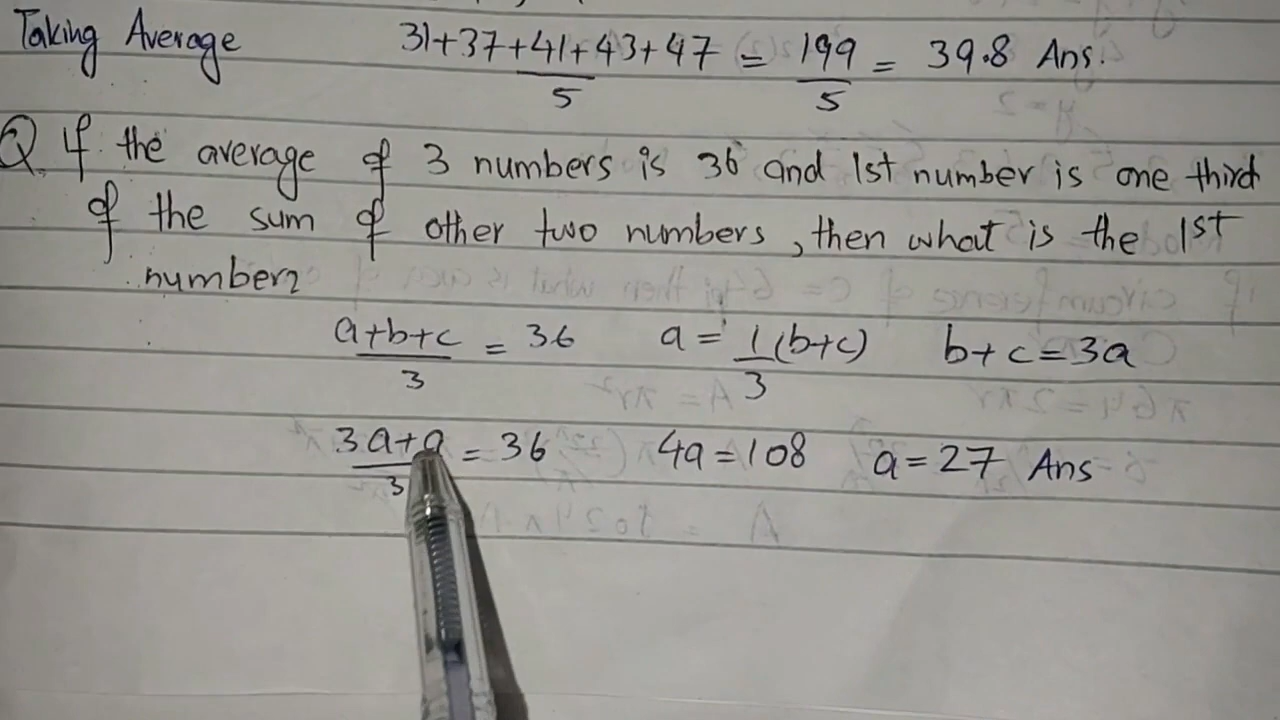 Taking Average 31+37+41+43+47 = 199 = 39.8 Ans.
5 5
Q. If the average of 3 numbers is 36 and 1st number is one third
of the sum of other two numbers, then what is the 1st
number?
a+b+c = 36 a = 1 (b+c) b+c=3a
3 3
3a+a = 36 4a=108 a=27 Ans
3